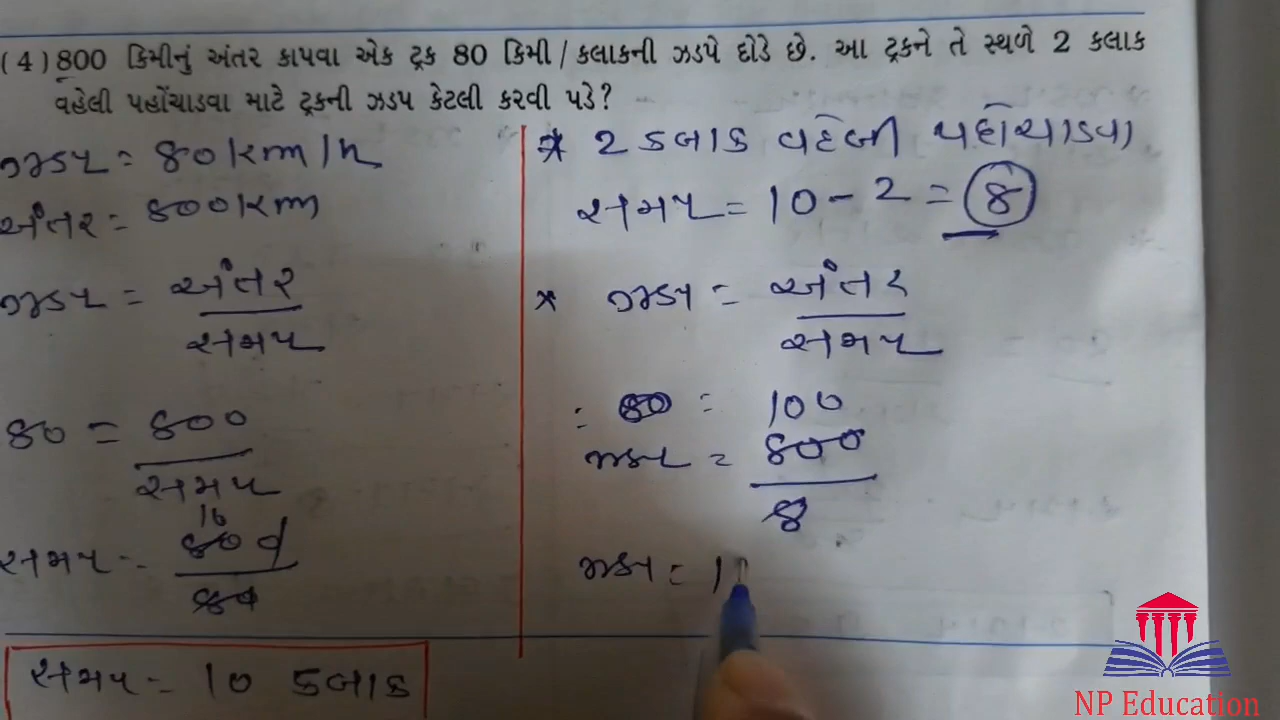 (4) 800 કિમીનું અંતર કાપવા એક ટ્રક 80 કિમી / કલાકની ઝડપે દોડે છે. આ ટ્રકને તે સ્થળે 2 કલાક
વહેલી પહોંચાડવા માટે ટ્રકની ઝડપ કેટલી કરવી પડે?
ઝડપ = 80 km/h
અંતર = 800 km
ઝડપ = અંતર
સમય
80 = 800
સમય
10
સમય = 800
80
સમય = 10 કલાક
* 2 કલાક વહેલી પહોચાડવા
સમય = 10 - 2 = 8
* ઝડપ = અંતર
સમય
: 80 = 100
ઝડપ = 800
8
ઝડપ = 1
NP Education